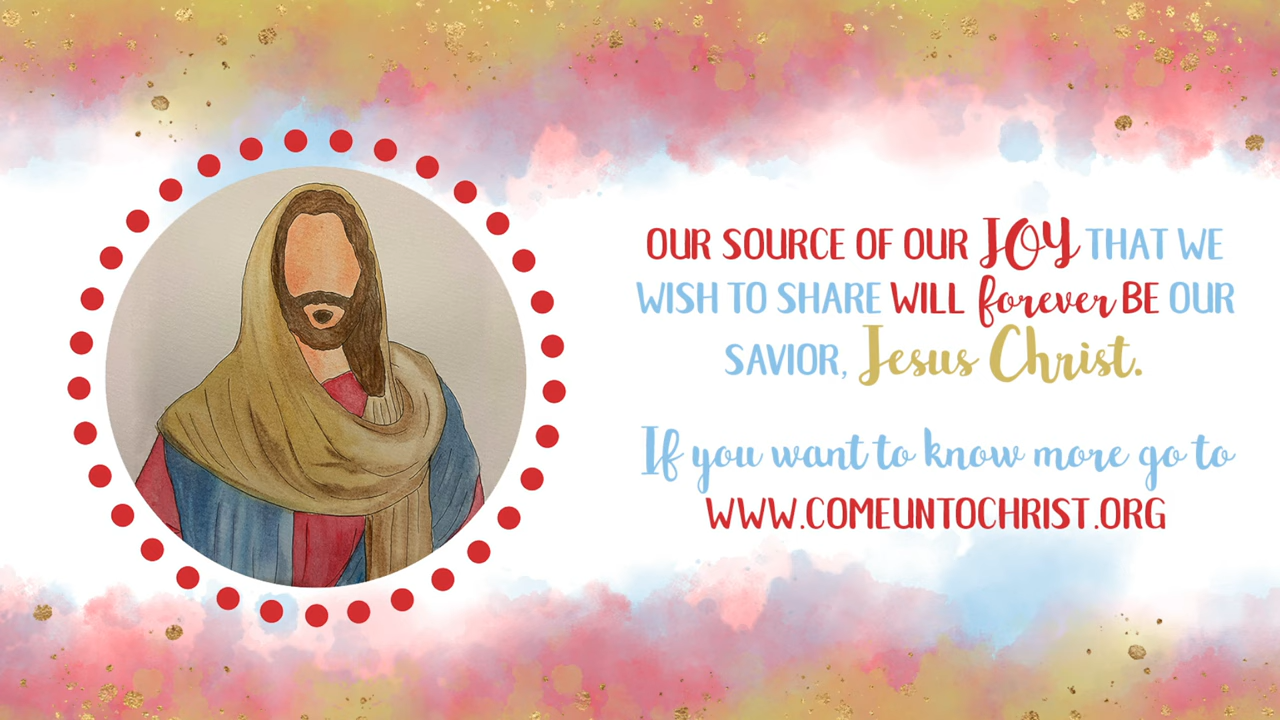 OUR SOURCE OF OUR JOY THAT WE
WISH TO SHARE WILL forever BE OUR
SAVIOR, Jesus Christ.
If you want to know more go to
WWW.COMEUNTOCHRIST.ORG